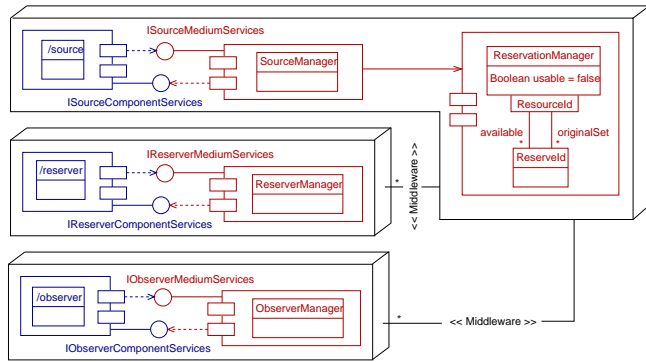 ISourceMediumServices
/source
SourceManager
ISourceComponentServices
ReservationManager
Boolean usable = false
ResourceId
available
originalSet
* *
ReserveId
IReserverMediumServices
/reserver
ReserverManager
IReserverComponentServices
*
<< Middleware >>
IObserverMediumServices
/observer
ObserverManager
IObserverComponentServices
*
<< Middleware >>